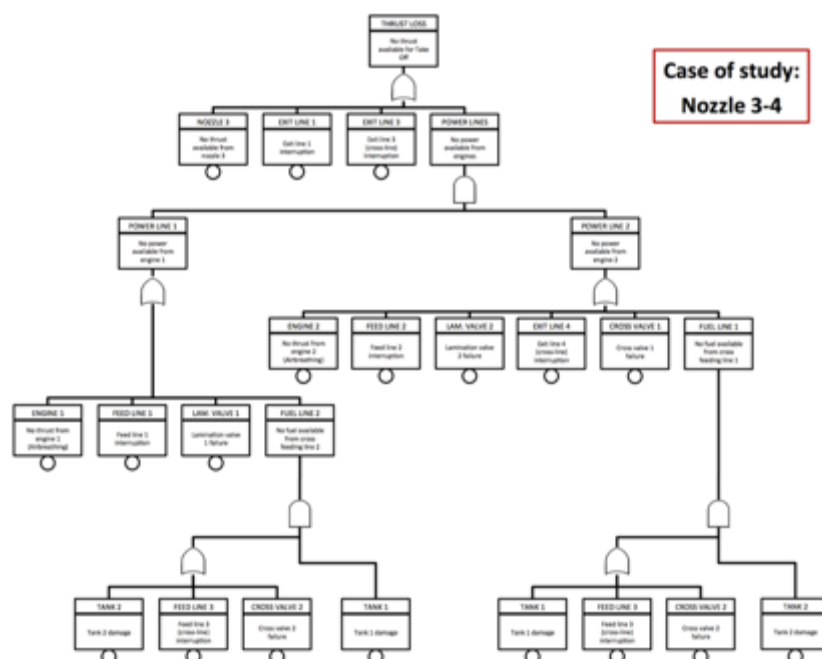 THRUST LOSS
No thrust
available for Take
Off
Case of study:
Nozzle 3-4
NOZZLE 3
No thrust
available from
nozzle 3
EXIT LINE 1
Exit line 1
interruption
EXIT LINE 3
Exit line 3
(cross-line)
interruption
POWER LINES
No power
available from
engines
POWER LINE 1
No power
available from
engine 1
POWER LINE 2
No power
available from
engine 2
ENGINE 2
No thrust from
engine 2
(Airbreathing)
FEED LINE 2
Feed line 2
interruption
LAM. VALVE 2
Lamination valve
2 failure
EXIT LINE 4
Exit line 4
(cross-line)
interruption
CROSS VALVE 1
Cross valve 1
failure
FUEL LINE 1
No fuel available
from cross
feeding line 1
ENGINE 1
No thrust from
engine 1
(Airbreathing)
FEED LINE 1
Feed line 1
interruption
LAM. VALVE 1
Lamination valve
1 failure
FUEL LINE 2
No fuel available
from cross
feeding line 2
TANK 2
Tank 2 damage
FEED LINE 3
Feed line 3
(cross-line)
interruption
CROSS VALVE 2
Cross valve 2
failure
TANK 1
Tank 1 damage
TANK 1
Tank 1 damage
FEED LINE 3
Feed line 3
(cross-line)
interruption
CROSS VALVE 2
Cross valve 2
failure
TANK 2
Tank 2 damage